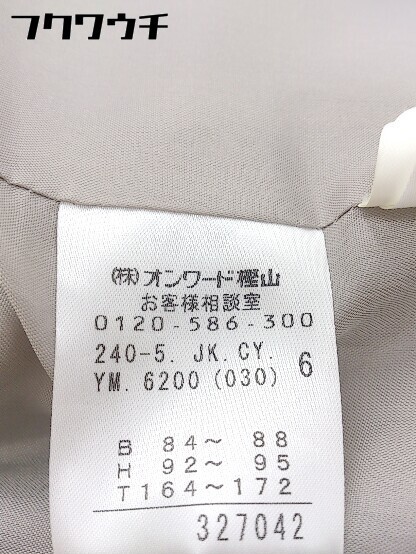 フクワウチ
㈱オンワード樫山
お客様相談室
0120-586-300
240-5. JK.CY. 6
YM. 6200 (030)
B 84～ 88
H 92～ 95
T 164～172
327042